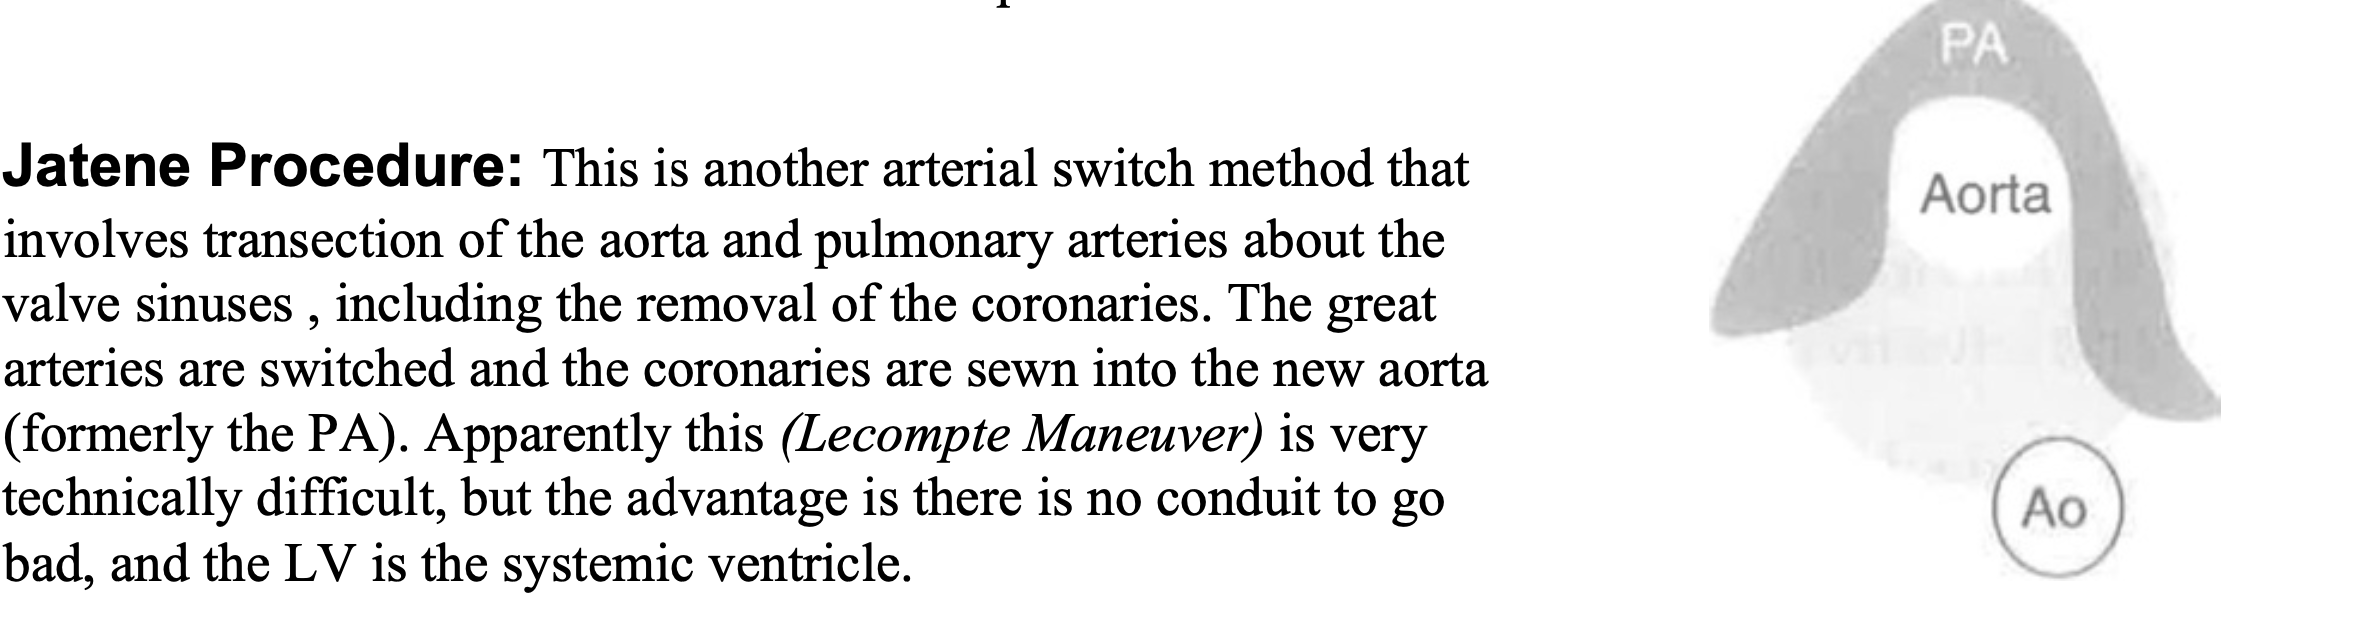 PA
Aorta
Ao
Jatene Procedure: This is another arterial switch method that
involves transection of the aorta and pulmonary arteries about the
valve sinuses , including the removal of the coronaries. The great
arteries are switched and the coronaries are sewn into the new aorta
(formerly the PA). Apparently this (Lecompte Maneuver) is very
technically difficult, but the advantage is there is no conduit to go
bad, and the LV is the systemic ventricle.